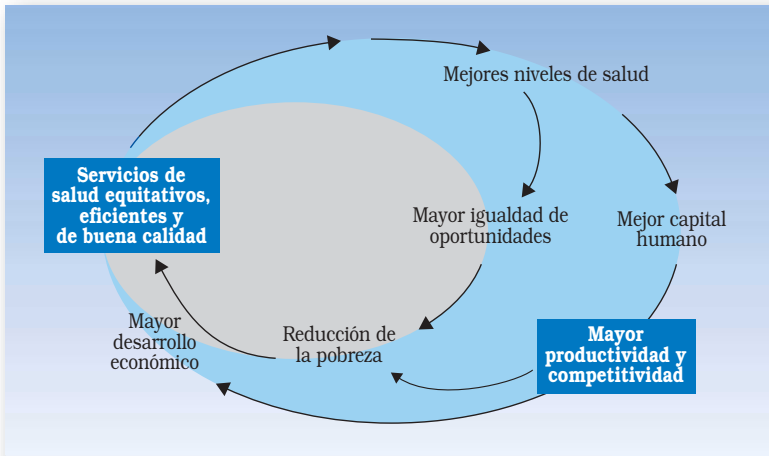 Mejores niveles de salud
Servicios de
salud equitativos,
eficientes y
de buena calidad
Mayor igualdad de
oportunidades
Mejor capital
humano
Mayor
desarrollo
económico
Reducción de
la pobreza
Mayor
productividad y
competitividad